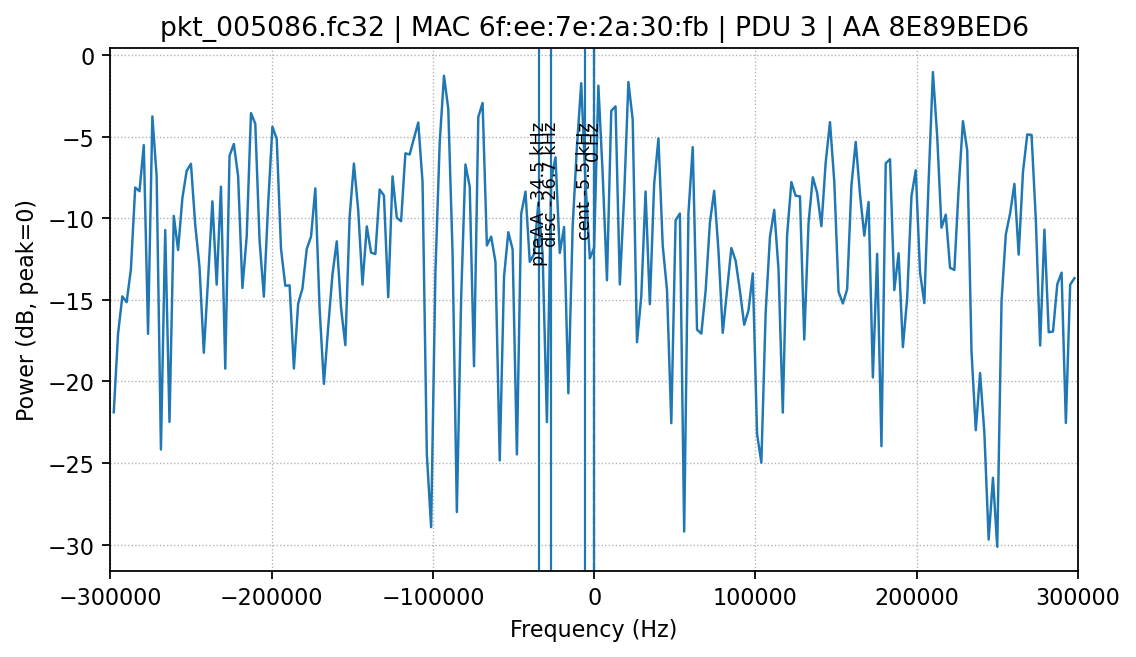 pkt_005086.fc32 | MAC 6f:ee:7e:2a:30:fb | PDU 3 | AA 8E89BED6
Power (dB, peak=0)
0
−5
−10
−15
−20
−25
−30
preAA -34.5 kHz
disc -26.7 kHz
cent -5.5 kHz
0 Hz
−300000
−200000
−100000
0
100000
200000
300000
Frequency (Hz)